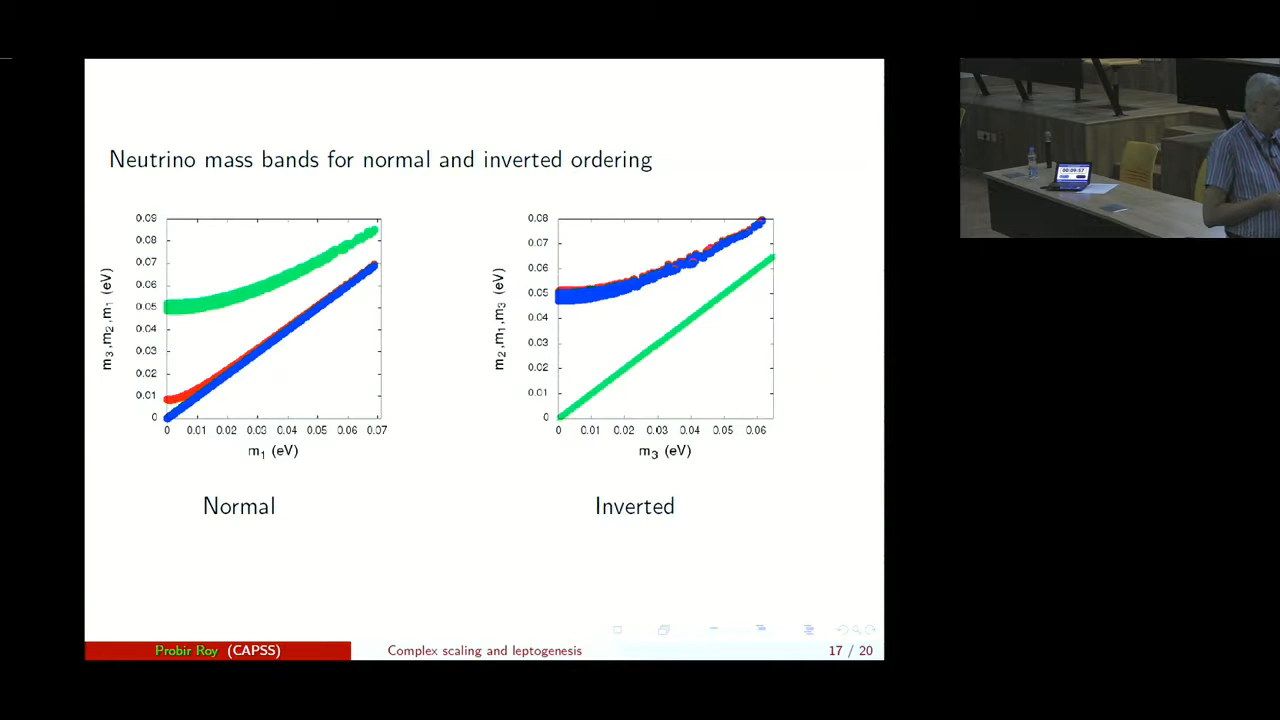 Neutrino mass bands for normal and inverted ordering
m3,m2,m1 (eV)
0.09
0.08
0.07
0.06
0.05
0.04
0.03
0.02
0.01
0
0 0.01 0.02 0.03 0.04 0.05 0.06 0.07
m1 (eV)
Normal
m2,m1,m3 (eV)
0.08
0.07
0.06
0.05
0.04
0.03
0.02
0.01
0
0 0.01 0.02 0.03 0.04 0.05 0.06
m3 (eV)
Inverted
Probir Roy (CAPSS) Complex scaling and leptogenesis 17 / 20
00:09:57